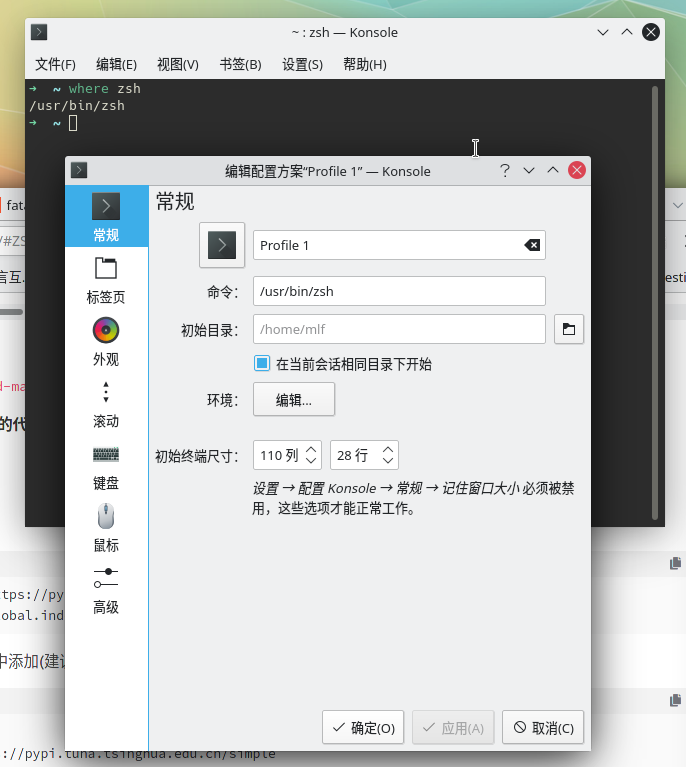 ~ : zsh — Konsole
文件(F) 编辑(E) 视图(V) 书签(B) 设置(S) 帮助(H)
➜ ~ where zsh
/usr/bin/zsh
➜ ~
编辑配置方案“Profile 1” — Konsole
常规
标签页
外观
滚动
键盘
鼠标
高级
常规
Profile 1
命令: /usr/bin/zsh
初始目录: /home/mlf
在当前会话相同目录下开始
环境: 编辑...
初始终端尺寸: 110 列 28 行
设置 → 配置 Konsole → 常规 → 记住窗口大小 必须被禁
用，这些选项才能正常工作。
确定(O) 应用(A) 取消(C)
/#ZS
言互.
esti
d-ma
的代
ttps://py
obal.ind
中添加(建议
://pypi.tuna.tsinghua.edu.cn/simple